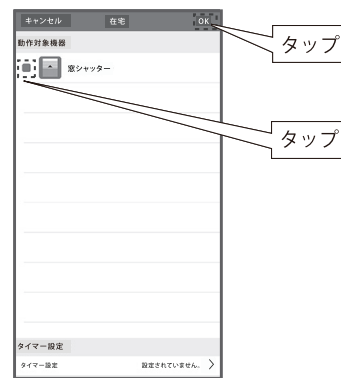 キャンセル 在宅 OK
タップ
動作対象機器
窓シャッター
タップ
タイマー設定
タイマー設定 設定されていません。